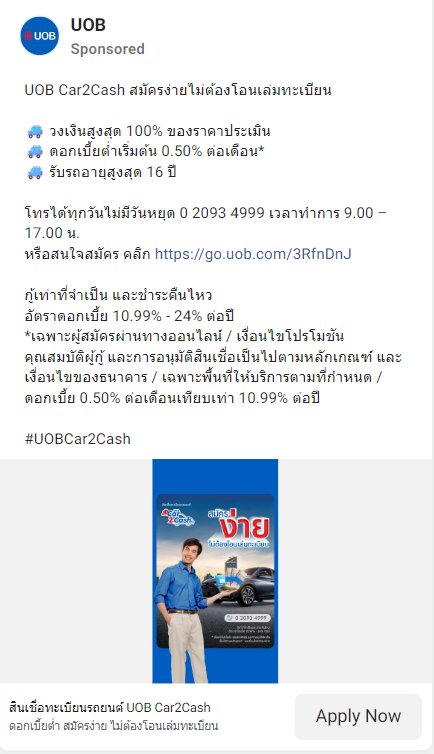 UOB
UOB
Sponsored
UOB Car2Cash สมัครง่ายไม่ต้องโอนเล่มทะเบียน
🚙 วงเงินสูงสุด 100% ของราคาประเมิน
🚙 ดอกเบี้ยต่ำเริ่มต้น 0.50% ต่อเดือน*
🚙 รับรถอายุสูงสุด 16 ปี
โทรได้ทุกวันไม่มีวันหยุด 0 2093 4999 เวลาทำการ 9.00 –
17.00 น.
หรือสนใจสมัคร คลิก https://go.uob.com/3RfnDnJ
กู้เท่าที่จำเป็น และชำระคืนไหว
อัตราดอกเบี้ย 10.99% - 24% ต่อปี
*เฉพาะผู้สมัครผ่านทางออนไลน์ / เงื่อนไขโปรโมชัน
คุณสมบัติผู้กู้ และการอนุมัติสินเชื่อเป็นไปตามหลักเกณฑ์ และ
เงื่อนไขของธนาคาร / เฉพาะพื้นที่ให้บริการตามที่กำหนด /
ดอกเบี้ย 0.50% ต่อเดือนเทียบเท่า 10.99% ต่อปี
#UOBCar2Cash
Car
2Cash
สมัคร
ง่าย
ไม่ต้องโอนเล่มทะเบียน
0 2093 4999
สินเชื่อทะเบียนรถยนต์ UOB Car2Cash
ดอกเบี้ยต่ำ สมัครง่าย ไม่ต้องโอนเล่มทะเบียน
Apply Now